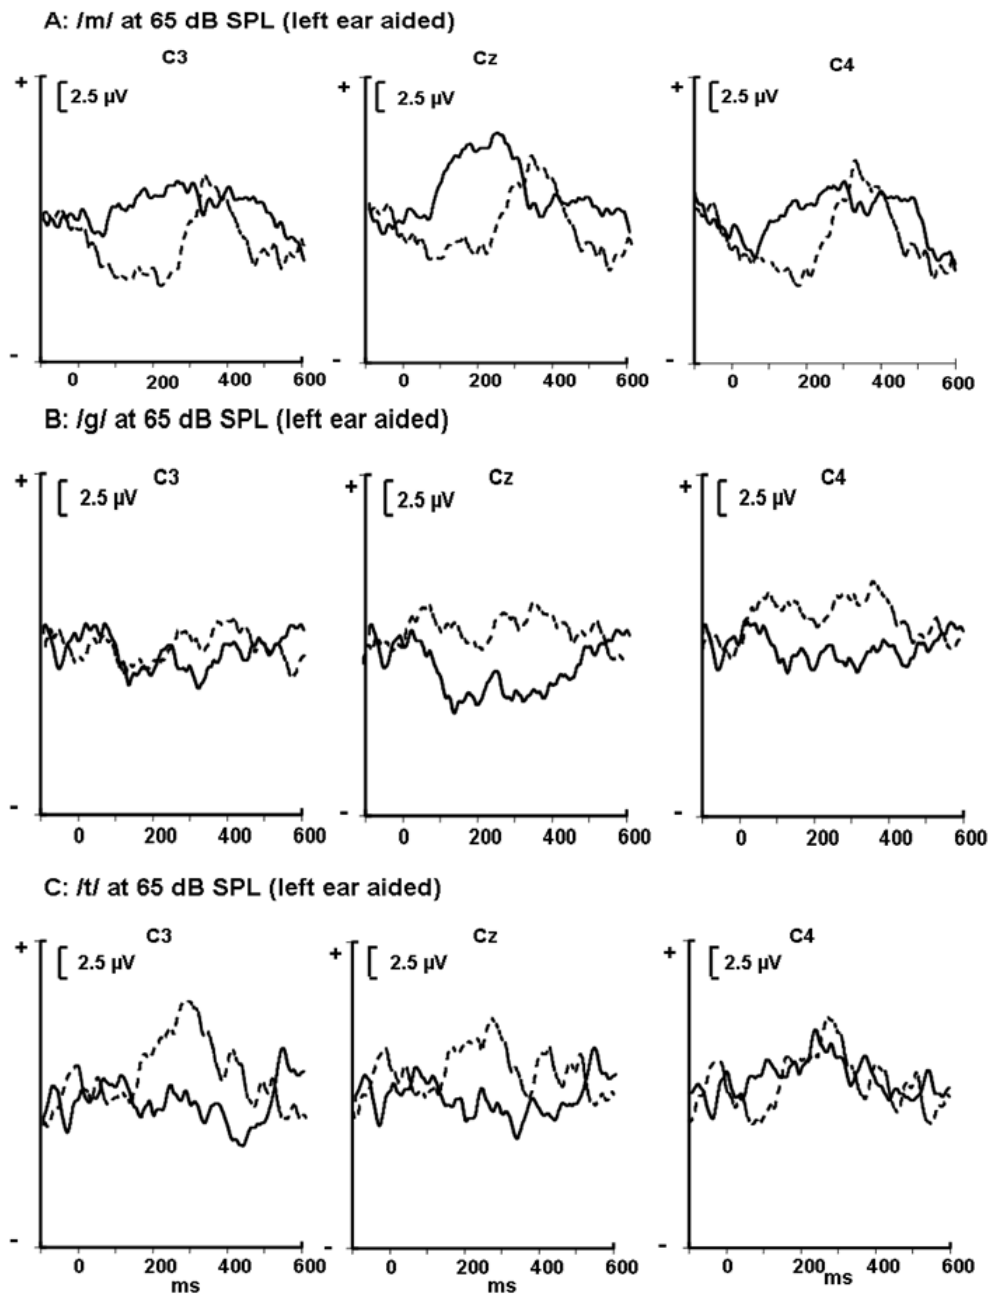 A: /m/ at 65 dB SPL (left ear aided)
C3 Cz C4
+ 2.5 µV + 2.5 µV + 2.5 µV
- - -
0 200 400 600 0 200 400 600 0 200 400 600
B: /g/ at 65 dB SPL (left ear aided)
C3 Cz C4
+ 2.5 µV + 2.5 µV + 2.5 µV
- - -
0 200 400 600 0 200 400 600 0 200 400 600
C: /t/ at 65 dB SPL (left ear aided)
C3 Cz C4
+ 2.5 µV + 2.5 µV + 2.5 µV
- - -
0 200 400 600 0 200 400 600 0 200 400 600
ms ms ms